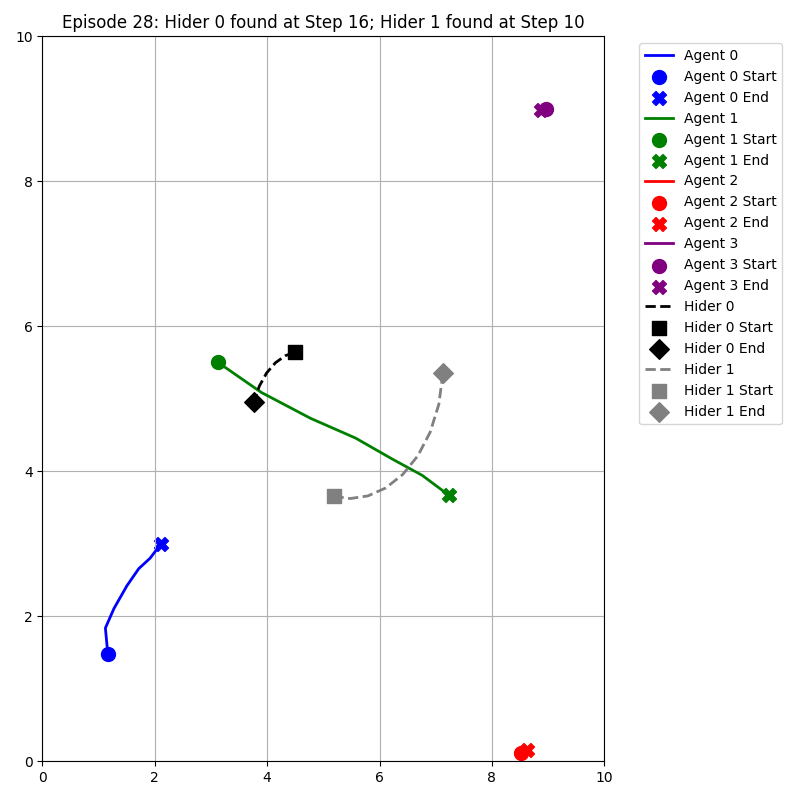 Episode 28: Hider 0 found at Step 16; Hider 1 found at Step 10
10
8
6
4
2
0
0 2 4 6 8 10
Agent 0
Agent 0 Start
Agent 0 End
Agent 1
Agent 1 Start
Agent 1 End
Agent 2
Agent 2 Start
Agent 2 End
Agent 3
Agent 3 Start
Agent 3 End
Hider 0
Hider 0 Start
Hider 0 End
Hider 1
Hider 1 Start
Hider 1 End